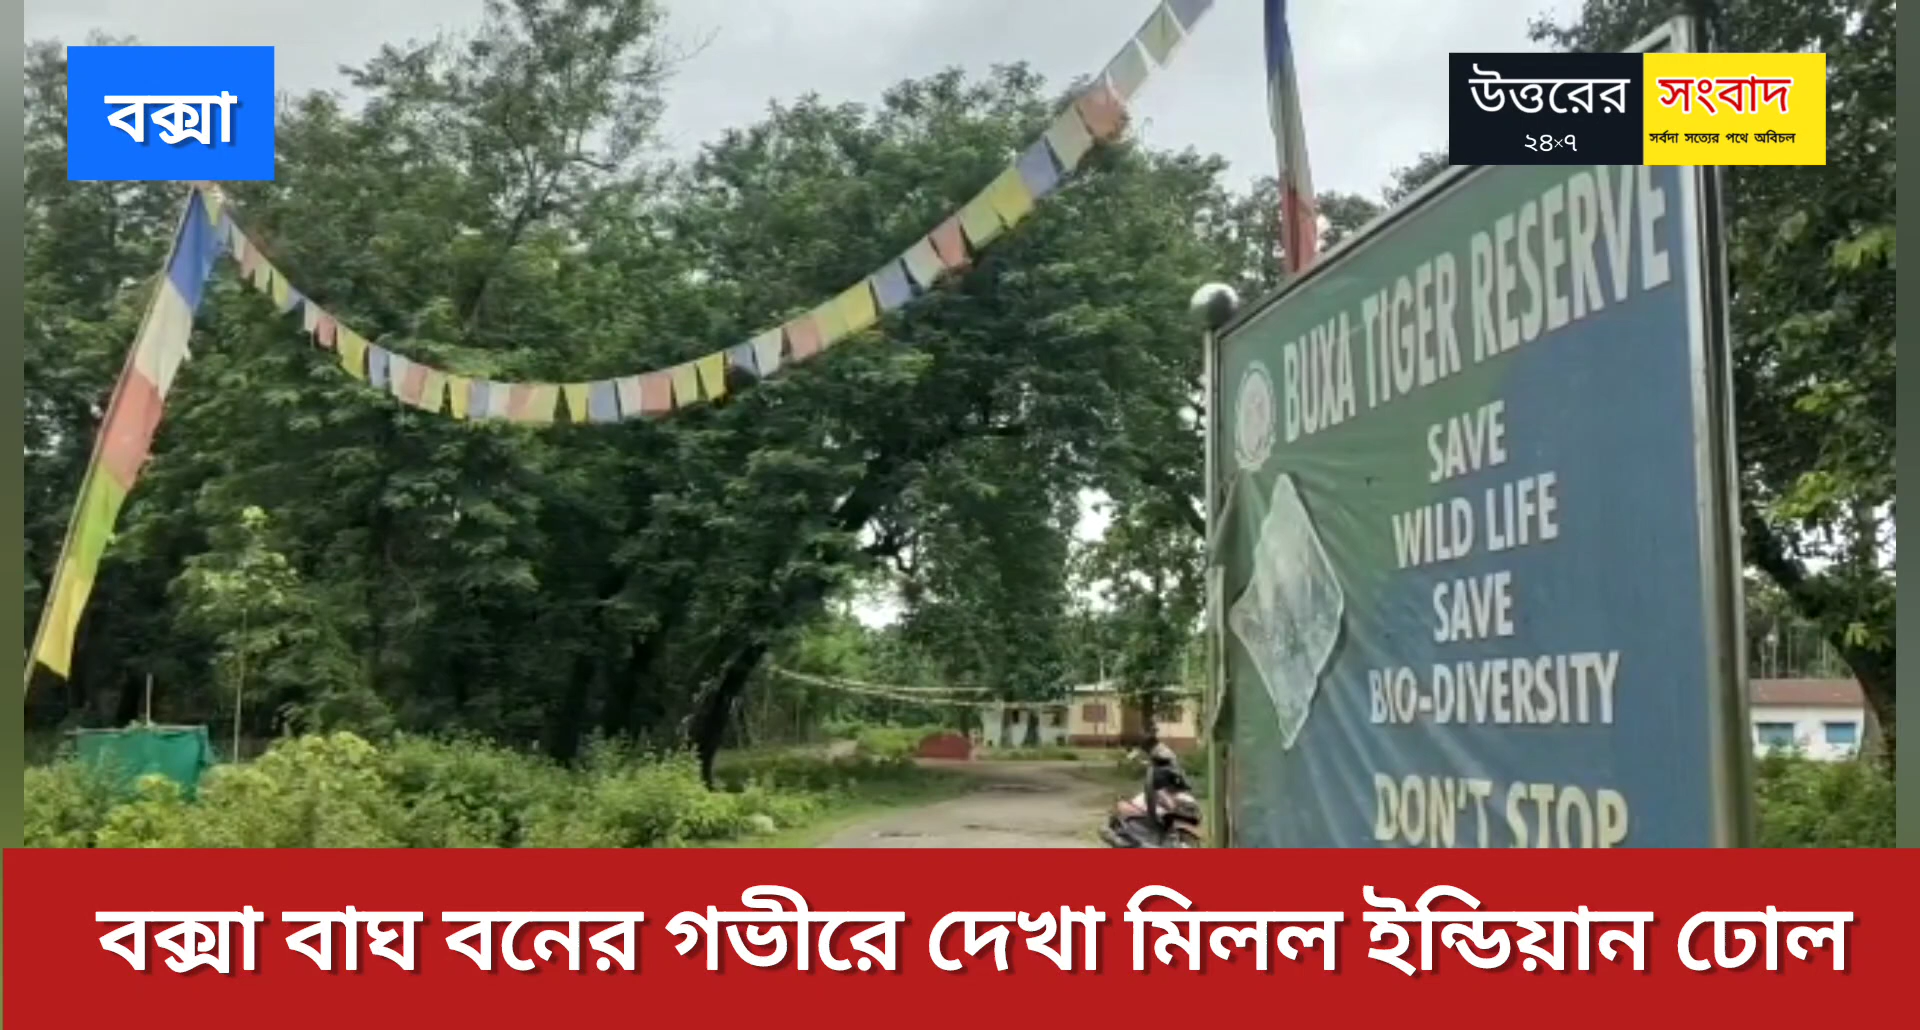 বক্সা
উত্তরের
২৪×৭
সংবাদ
সর্বদা সত্যের পথে অবিচল
BUXA TIGER RESERVE
SAVE
WILD LIFE
SAVE
BIO-DIVERSITY
DON'T STOP
বক্সা বাঘ বনের গভীরে দেখা মিলল ইন্ডিয়ান ঢোল